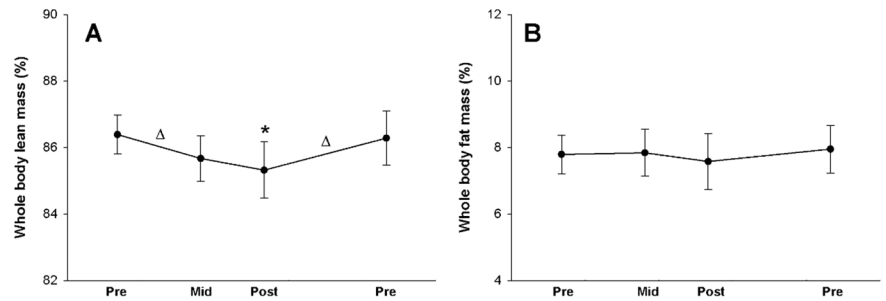 A
Whole body lean mass (%)
90
88
86
84
82
Δ
*
Δ
Pre Mid Post Pre
B
Whole body fat mass (%)
12
10
8
6
4
Pre Mid Post Pre